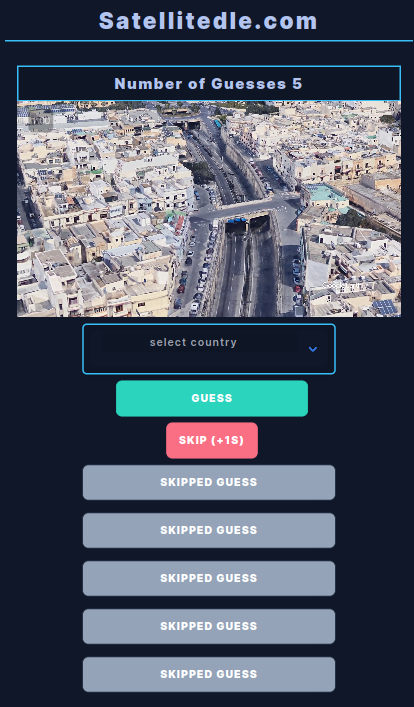 Satellitedle.com
Number of Guesses 5
select country
GUESS
SKIP (+1S)
SKIPPED GUESS
SKIPPED GUESS
SKIPPED GUESS
SKIPPED GUESS
SKIPPED GUESS